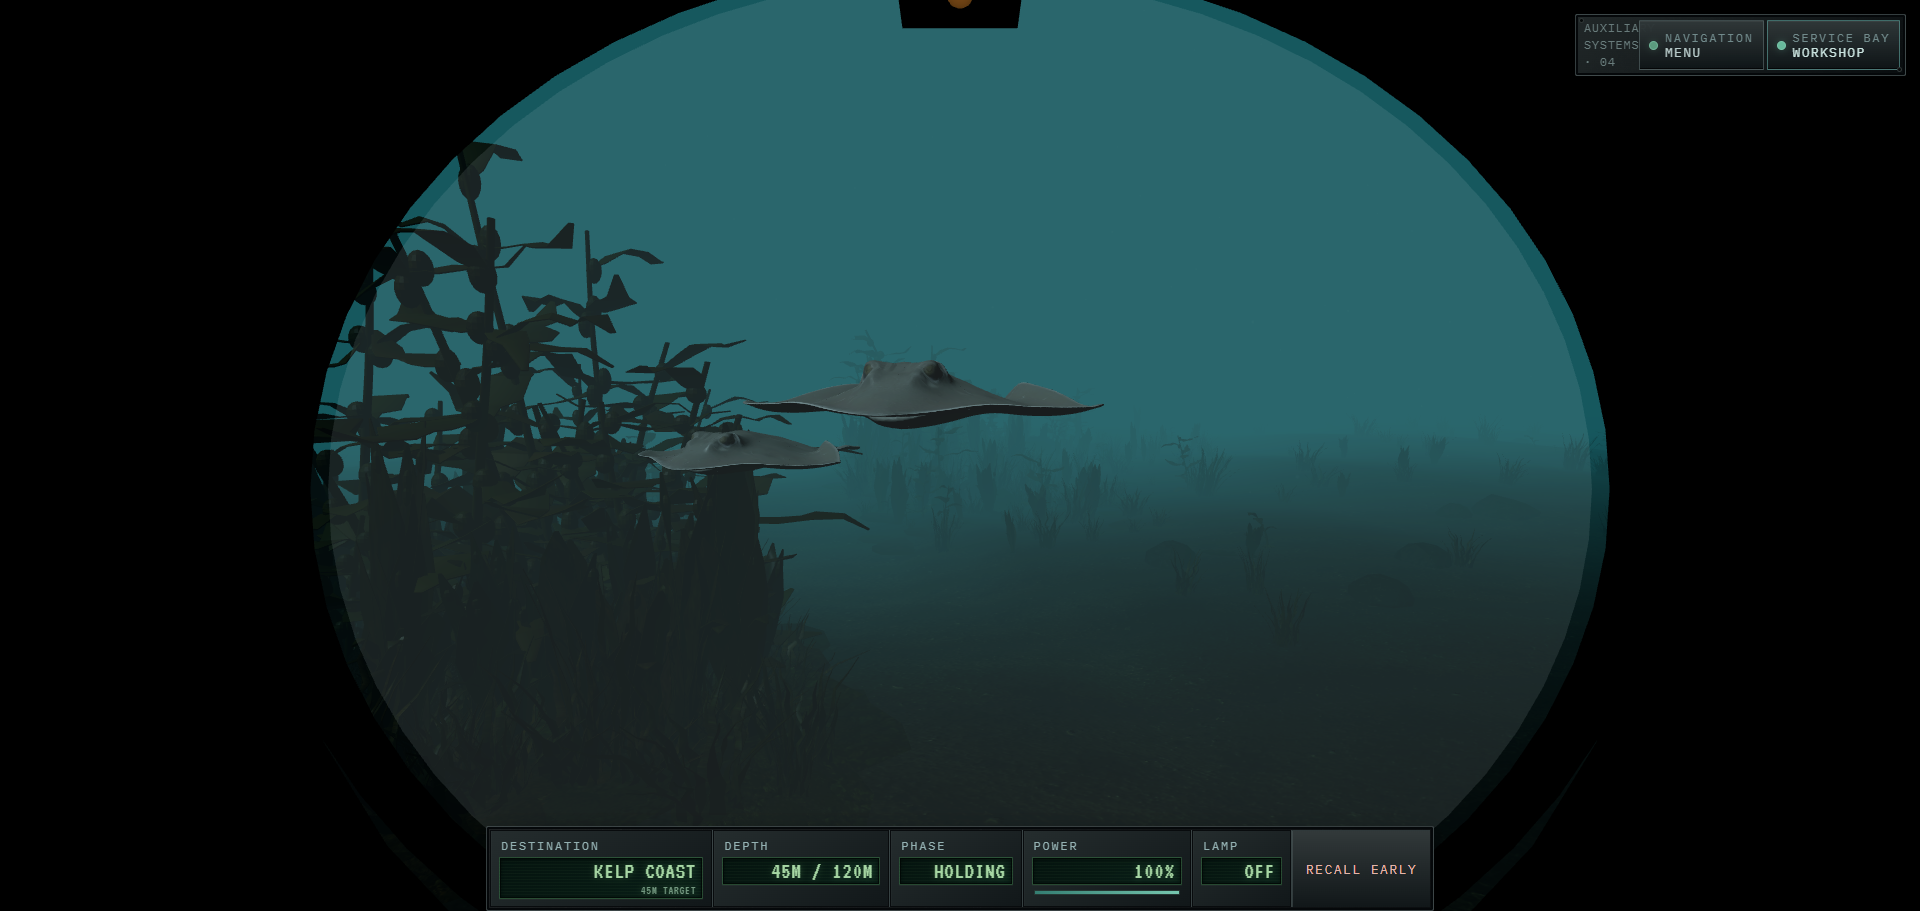 AUXILIA
SYSTEMS
· 04
NAVIGATION
MENU
SERVICE BAY
WORKSHOP
DESTINATION
KELP COAST
45M TARGET
DEPTH
45M / 120M
PHASE
HOLDING
POWER
100%
LAMP
OFF
RECALL EARLY